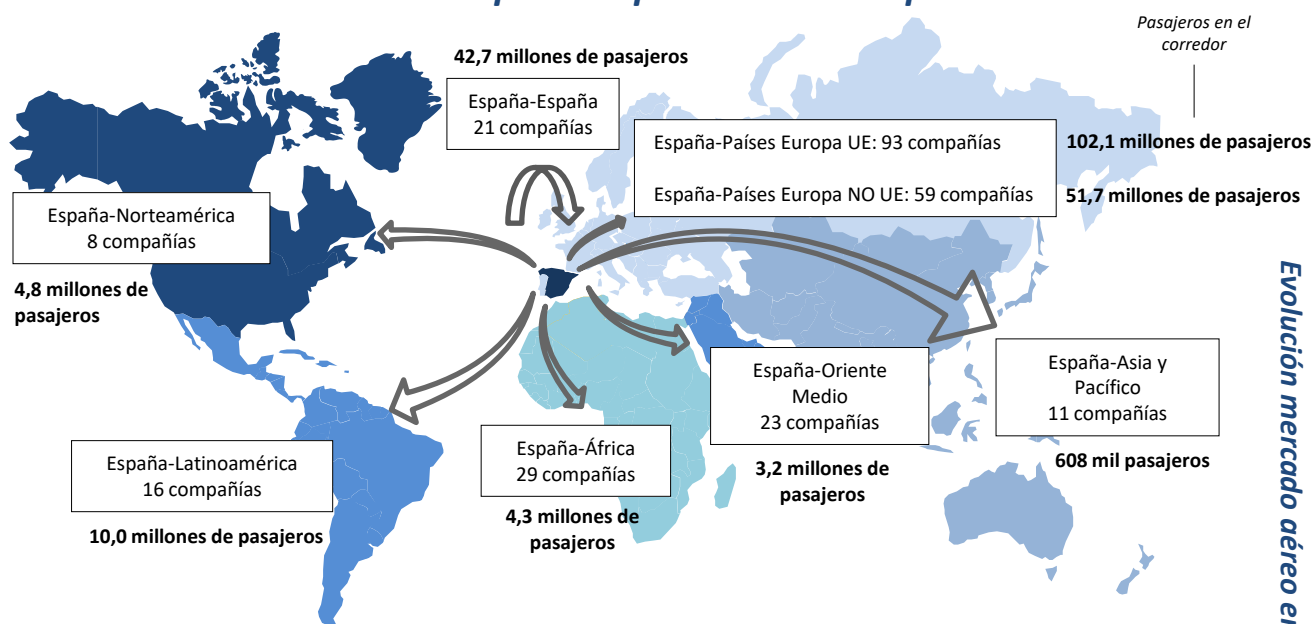 Pasajeros en el
corredor
42,7 millones de pasajeros
España-España
21 compañías
España-Países Europa UE: 93 compañías
102,1 millones de pasajeros
España-Países Europa NO UE: 59 compañías
51,7 millones de pasajeros
España-Norteamérica
8 compañías
4,8 millones de
pasajeros
España-Oriente
Medio
23 compañías
3,2 millones de
pasajeros
España-Asia y
Pacífico
11 compañías
608 mil pasajeros
España-África
29 compañías
4,3 millones de
pasajeros
España-Latinoamérica
16 compañías
10,0 millones de pasajeros
Evolución mercado aéreo en